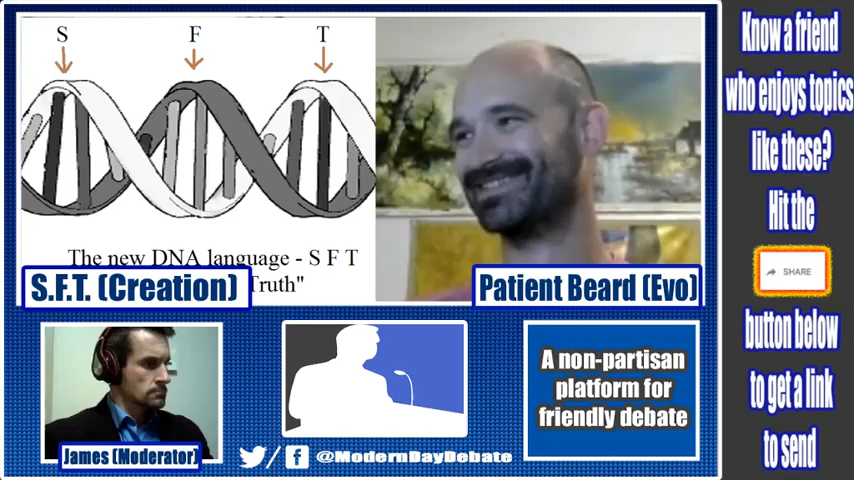 S F T
The new DNA language - S F T
Truth"
S.F.T. (Creation)
Patient Beard (Evo)
James (Moderator)
@ModernDayDebate
A non-partisan
platform for
friendly debate
Know a friend
who enjoys topics
like these?
Hit the
SHARE
button below
to get a link
to send